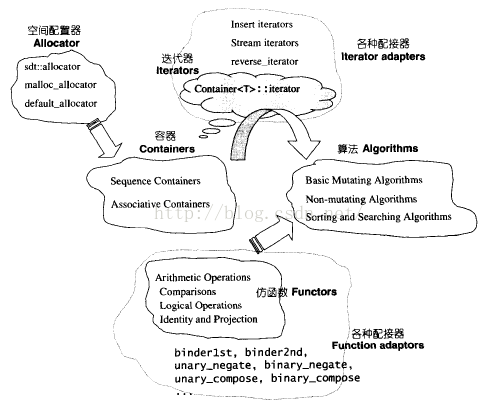 空间配置器
Allocator
sdt::allocator
malloc_allocator
default_allocator
Insert iterators
Stream iterators
reverse_iterator
各种配接器
Iterator adapters
迭代器
Iterators
Container<T>::iterator
容器
Containers
Sequence Containers
Associative Containers
算法 Algorithms
Basic Mutating Algorithms
Non-mutating Algorithms
Sorting and Searching Algorithms
http://blog.csdn.net
Arithmetic Operations
Comparisons
Logical Operations
Identity and Projection
仿函数 Functors
各种配接器
Function adaptors
binder1st, binder2nd,
unary_negate, binary_negate,
unary_compose, binary_compose
...